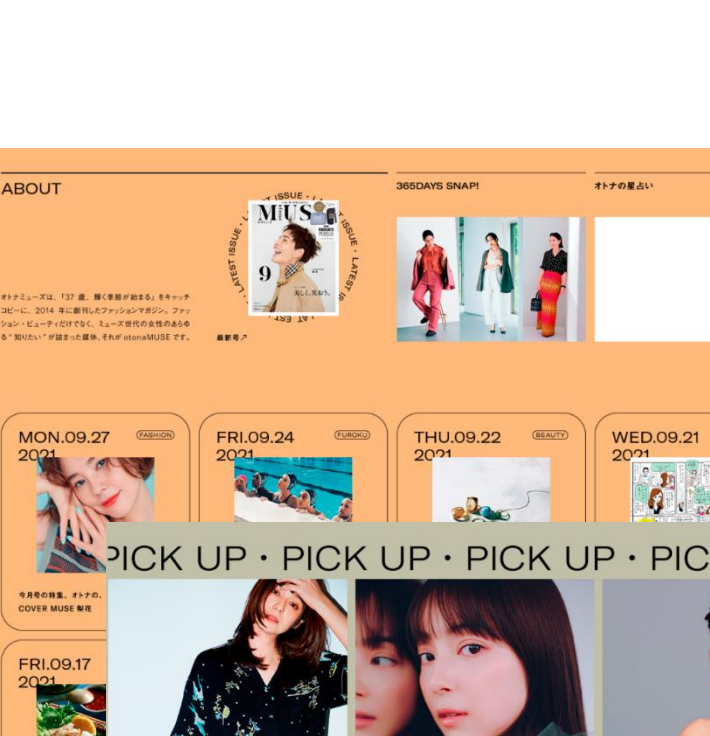 ABOUT
LATEST ISSUE・LATEST ISSUE
MUSE
9
美しく、笑おう。
オトナミューズは、「37 歳、輝く季節が始まる」をキャッチ
コピーに、2014 年に創刊したファッションマガジン。ファッ
ション・ビューティだけでなく、ミューズ世代の女性のあらゆ
る“知りたい”が詰まった媒体、それが otonaMUSE です。
最新号↗
365DAYS SNAP!
オトナの星占い
MON.09.27
2021
FASHION
今月号の特集。オトナの、
COVER MUSE 梨花
FRI.09.24
2021
FUROKU
THU.09.22
2021
BEAUTY
WED.09.21
2021
FRI.09.17
2021
PICK UP・PICK UP・PICK UP・PIC